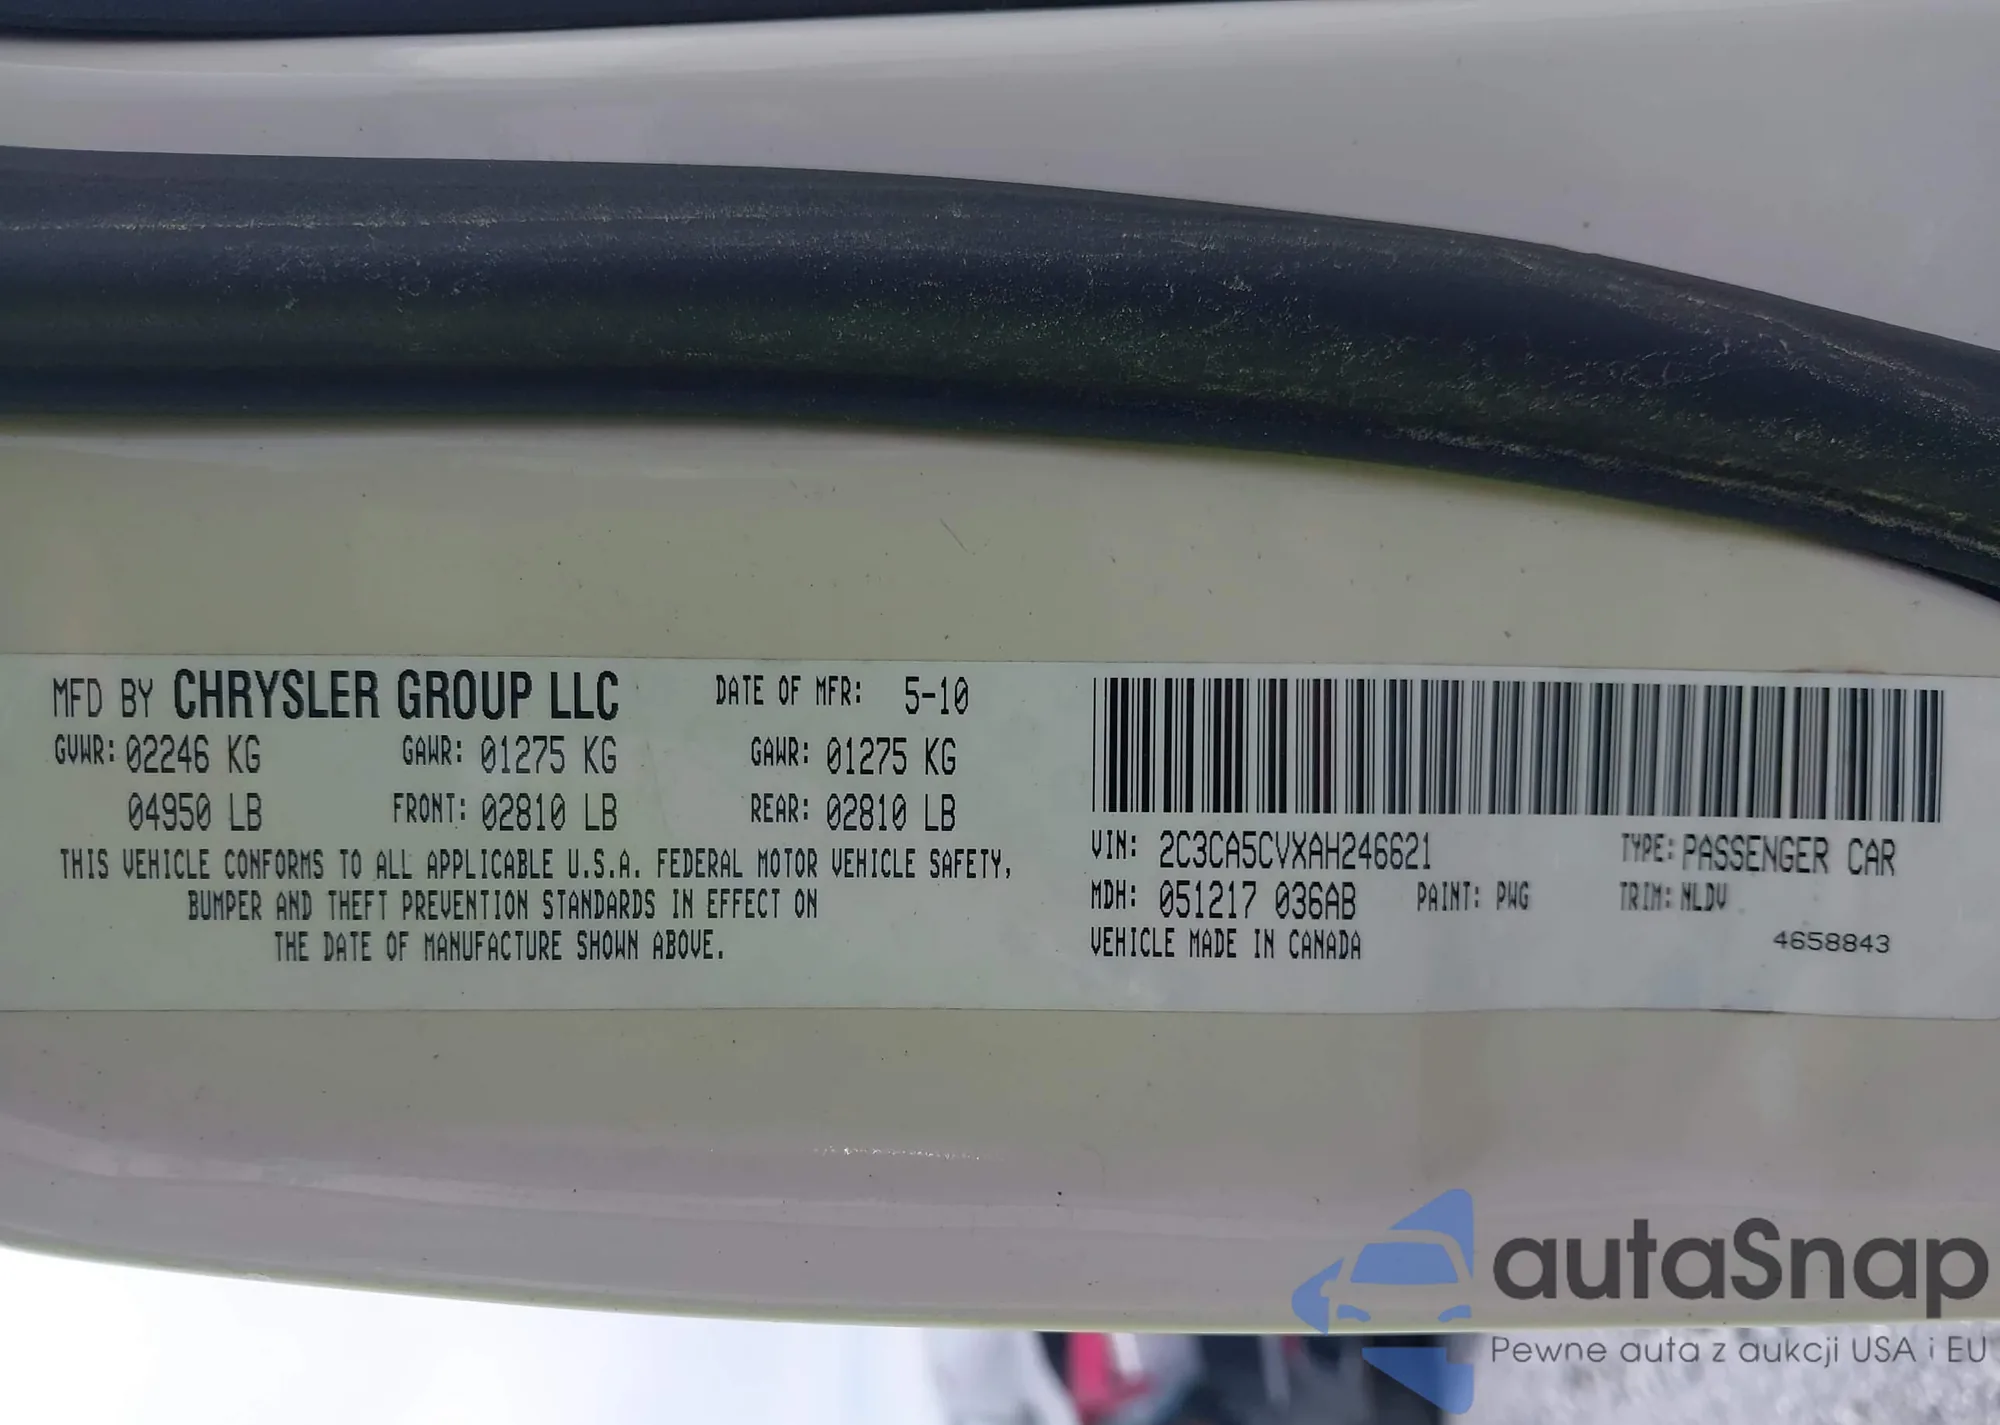 MFD BY CHRYSLER GROUP LLC DATE OF MFR: 5-10
GVWR: 02246 KG GAWR: 01275 KG GAWR: 01275 KG
04950 LB FRONT: 02810 LB REAR: 02810 LB
THIS VEHICLE CONFORMS TO ALL APPLICABLE U.S.A. FEDERAL MOTOR VEHICLE SAFETY,
BUMPER AND THEFT PREVENTION STANDARDS IN EFFECT ON
THE DATE OF MANUFACTURE SHOWN ABOVE.
VIN: 2C3CA5CVXAH246621 TYPE: PASSENGER CAR
MDH: 051217 036AB PAINT: PWG TRIM: NLDV
VEHICLE MADE IN CANADA
4658843
autaSnap
Pewne auta z aukcji USA i EU